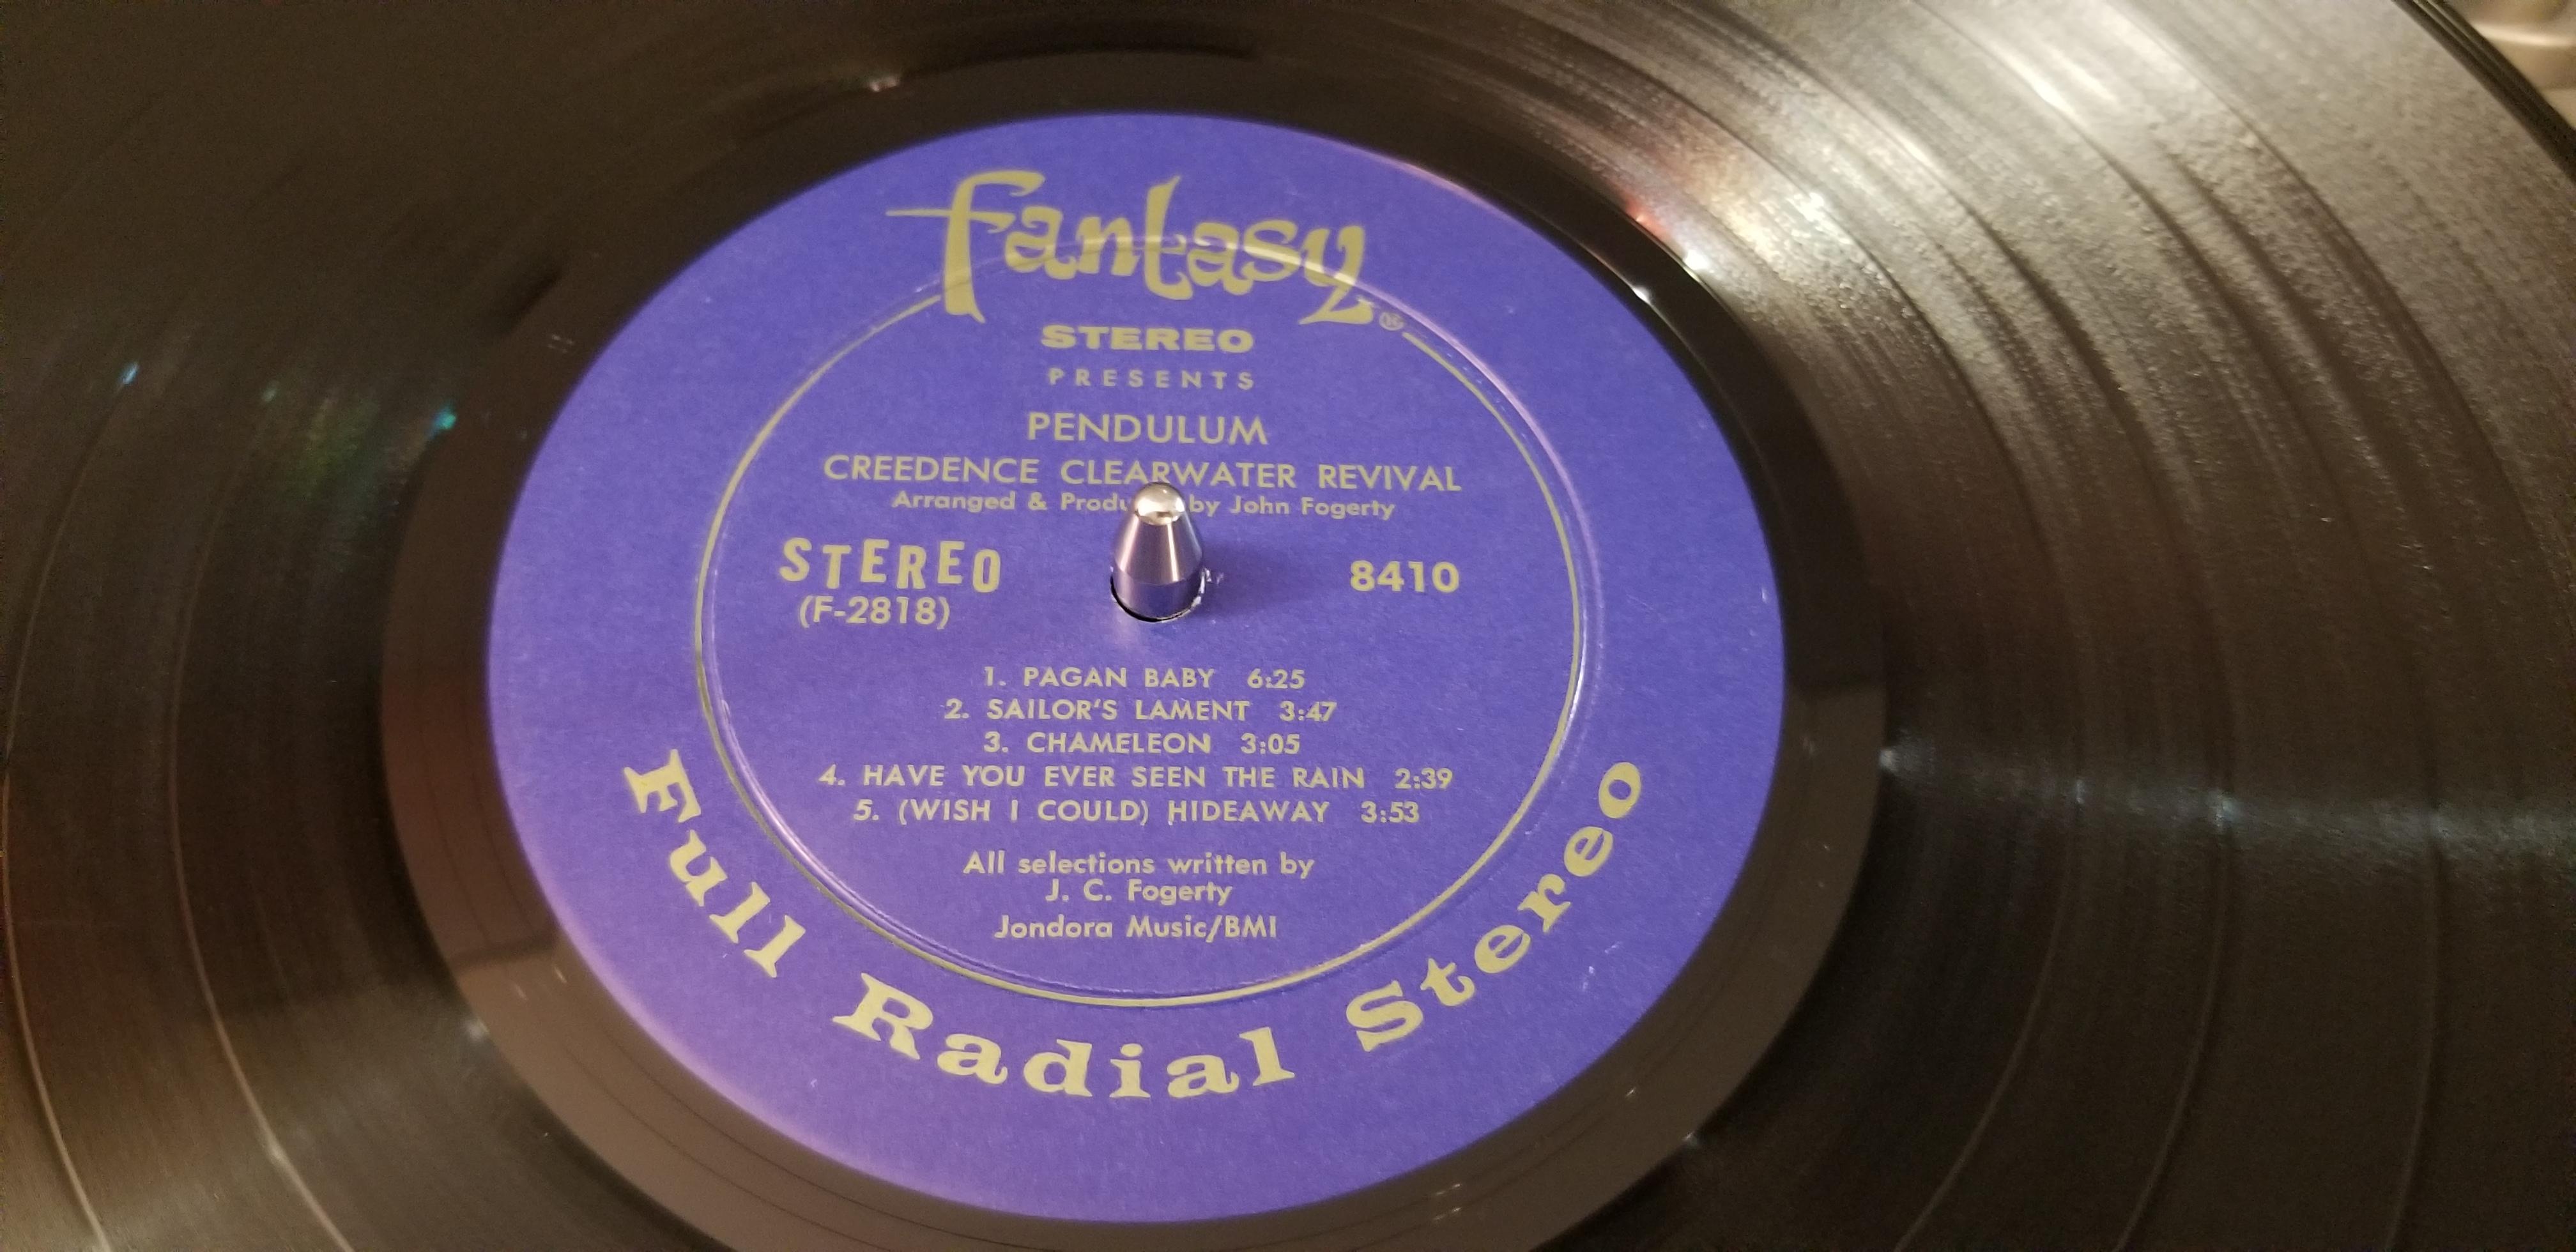 fantasy®
STEREO
PRESENTS
PENDULUM
CREEDENCE CLEARWATER REVIVAL
Arranged & by John Fogerty
STEREO
8410
(F-2818)
1. PAGAN BABY 6:25
2. SAILOR'S LAMENT 3:47
3. CHAMELEON 3:05
4. HAVE YOU EVER SEEN THE RAIN 2:39
5. (WISH I COULD) HIDEAWAY 3:53
All selections written by
J. C. Fogerty
Jondora Music/BMI
Full Radial Stereo